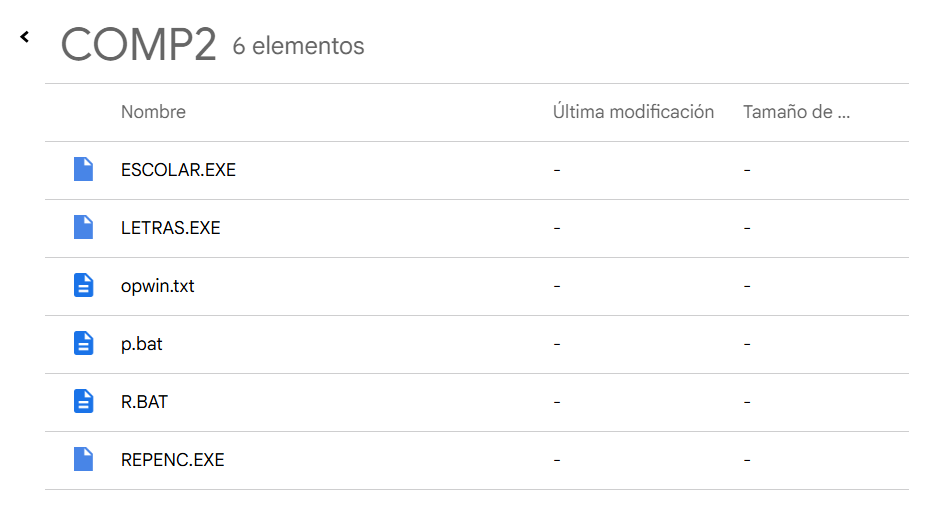 COMP2 6 elementos
Nombre Última modificación Tamaño de ...
ESCOLAR.EXE - -
LETRAS.EXE - -
opwin.txt - -
p.bat - -
R.BAT - -
REPENC.EXE - -